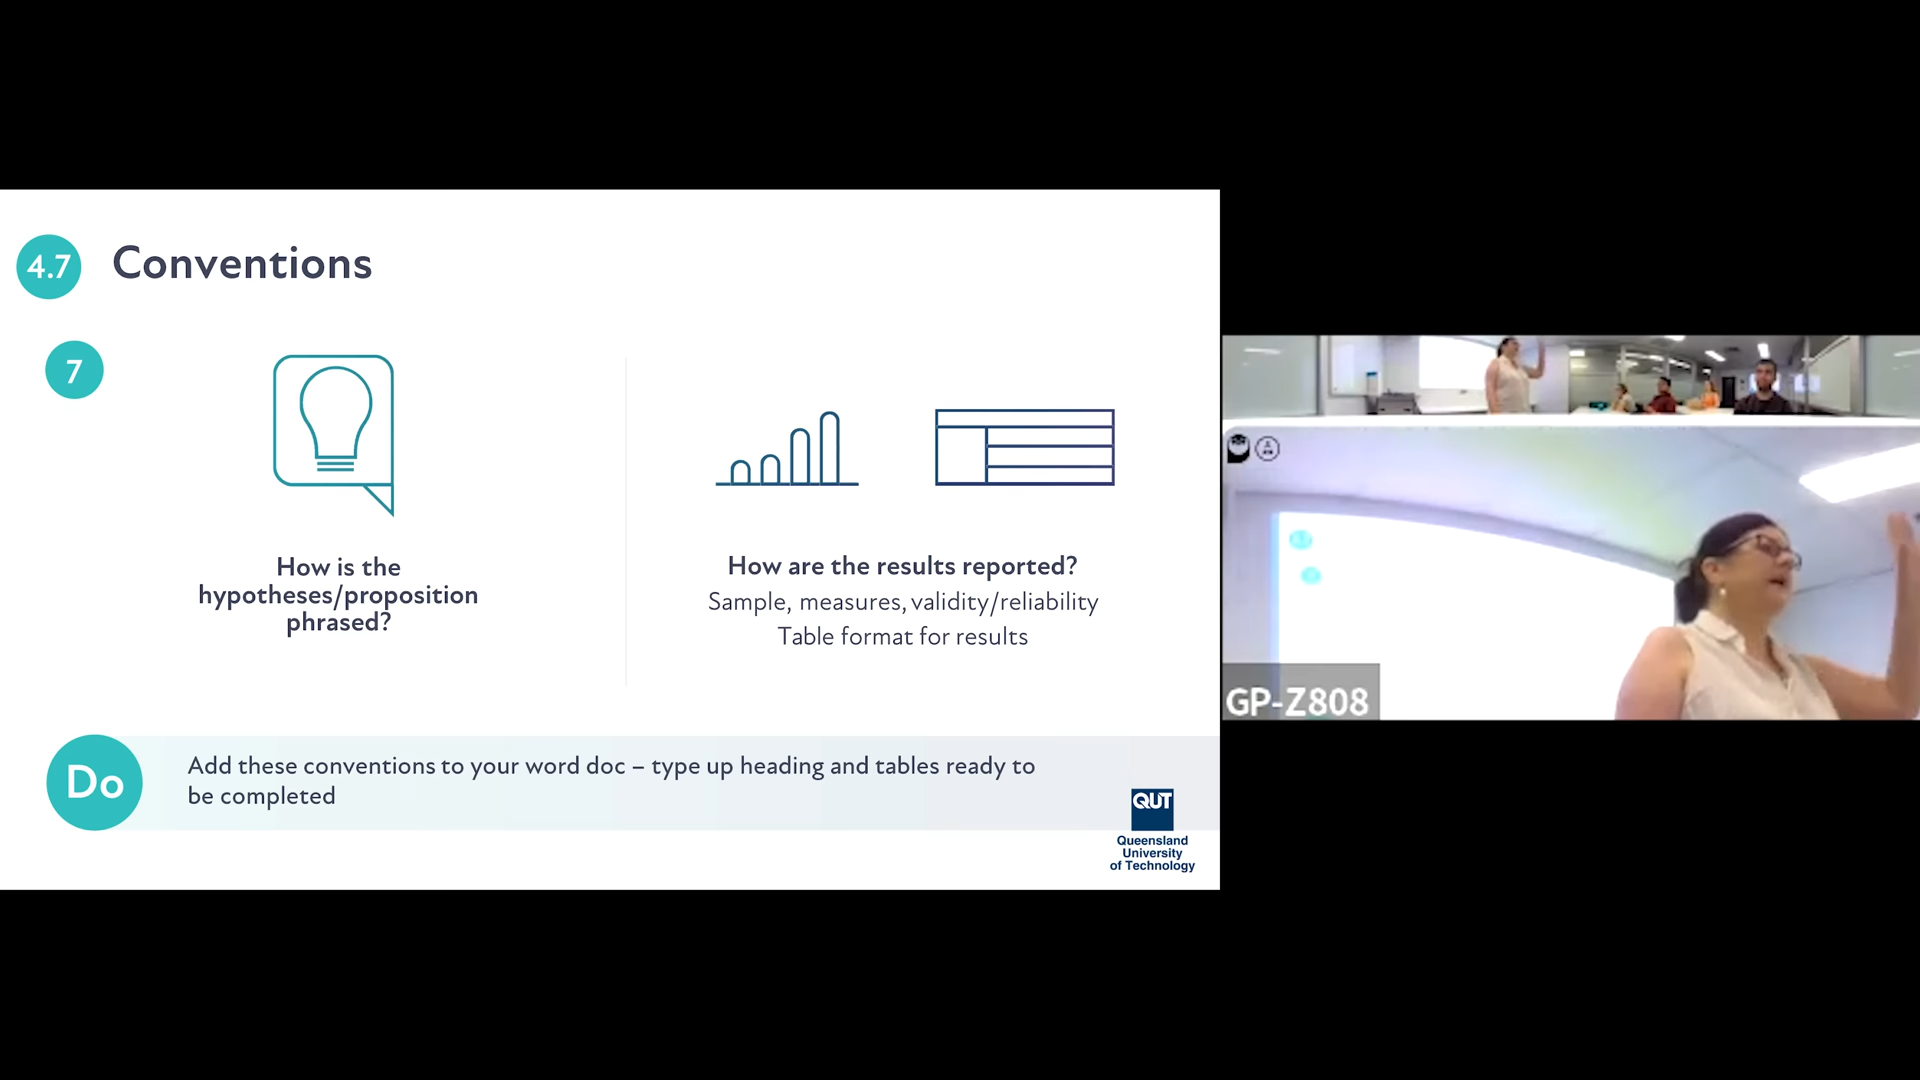 4.7
Conventions
7
How is the
hypotheses/proposition
phrased?
How are the results reported?
Sample, measures, validity/reliability
Table format for results
Do
Add these conventions to your word doc – type up heading and tables ready to
be completed
QUT
Queensland
University
of Technology
GP-Z808